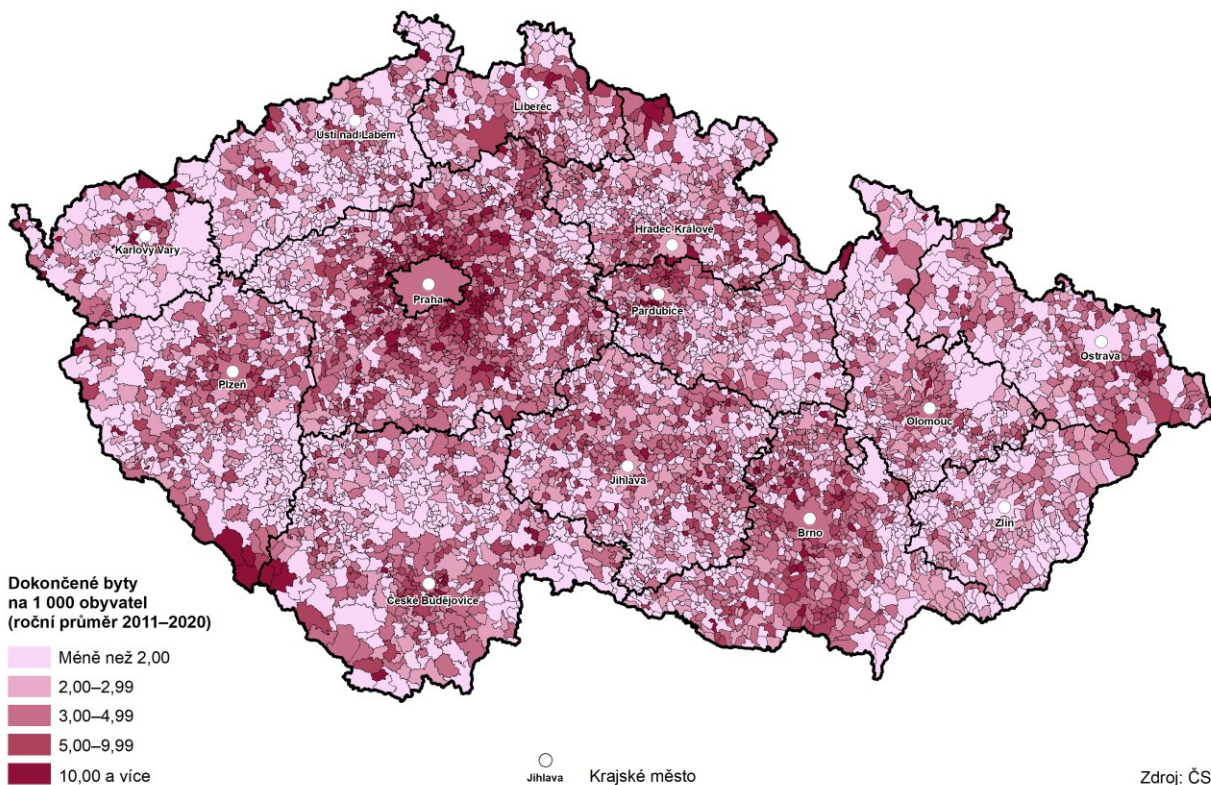 Liberec
Ústí nad Labem
Karlovy Vary
Hradec Králové
Praha
Pardubice
Plzeň
Ostrava
Olomouc
Jihlava
Zlín
Brno
České Budějovice
Dokončené byty
na 1 000 obyvatel
(roční průměr 2011–2020)
Méně než 2,00
2,00–2,99
3,00–4,99
5,00–9,99
10,00 a více
Jihlava
Krajské město
Zdroj: ČS